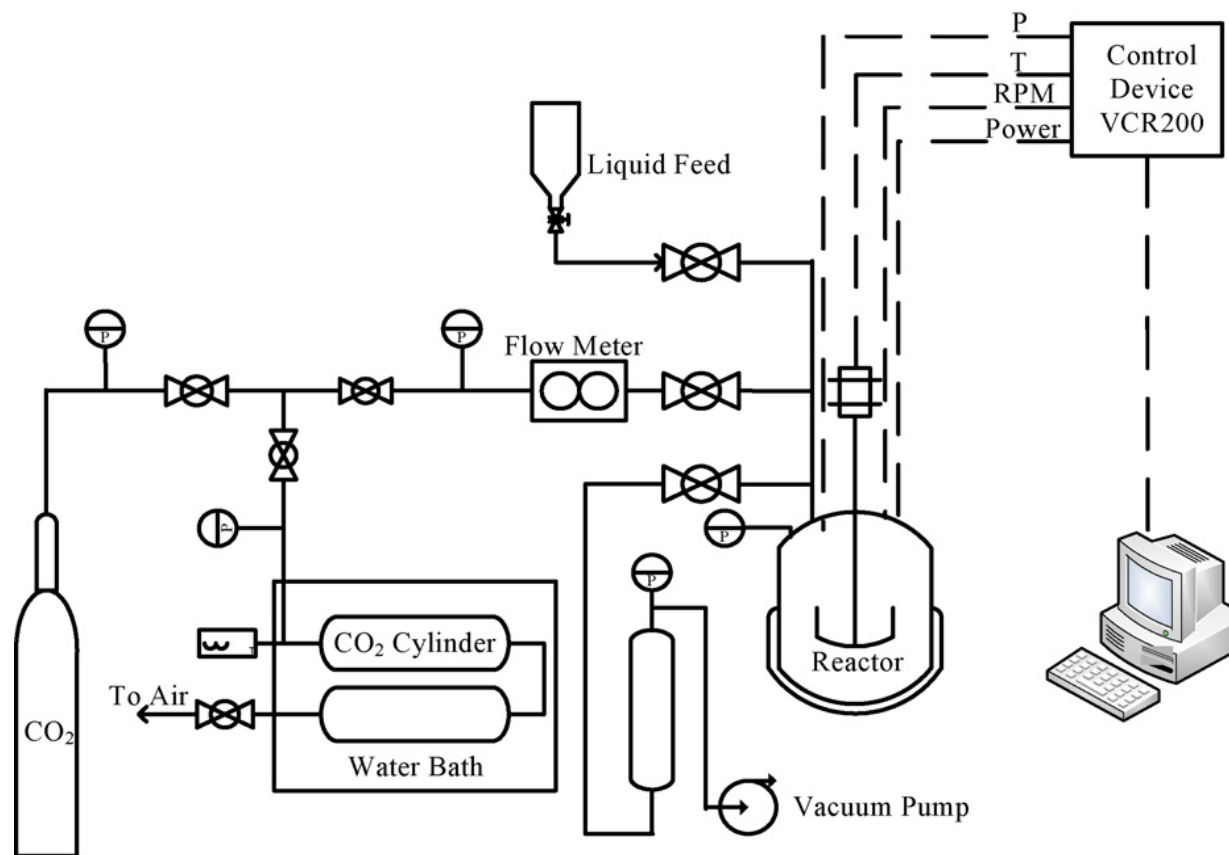 P
T
RPM
Power
Control
Device
VCR200
Liquid Feed
P
P
Flow Meter
P
P
P
CO₂ Cylinder
Reactor
To Air
CO₂
Water Bath
Vacuum Pump